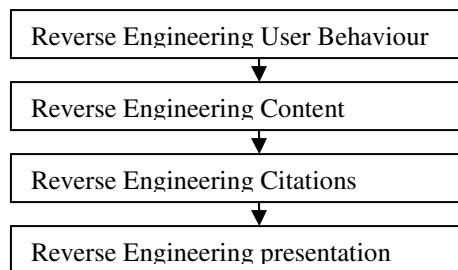 Reverse Engineering User Behaviour
Reverse Engineering Content
Reverse Engineering Citations
Reverse Engineering presentation